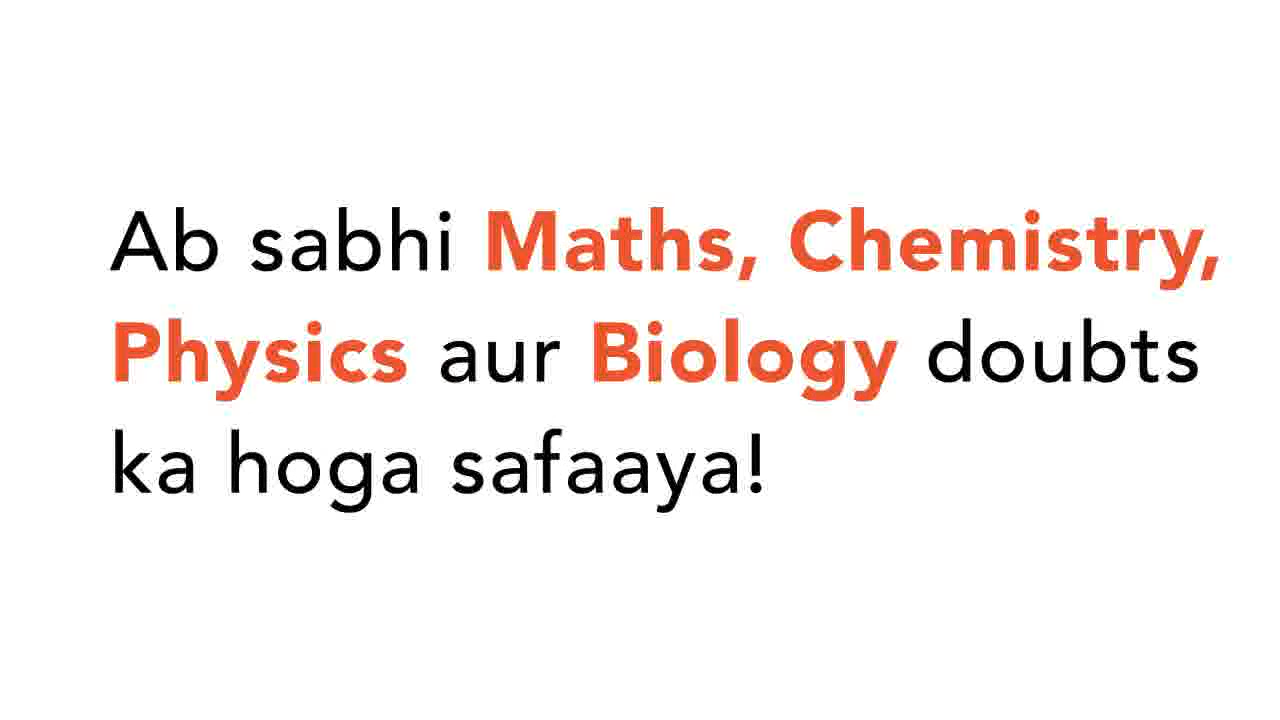 Ab sabhi Maths, Chemistry,
Physics aur Biology doubts
ka hoga safaaya!